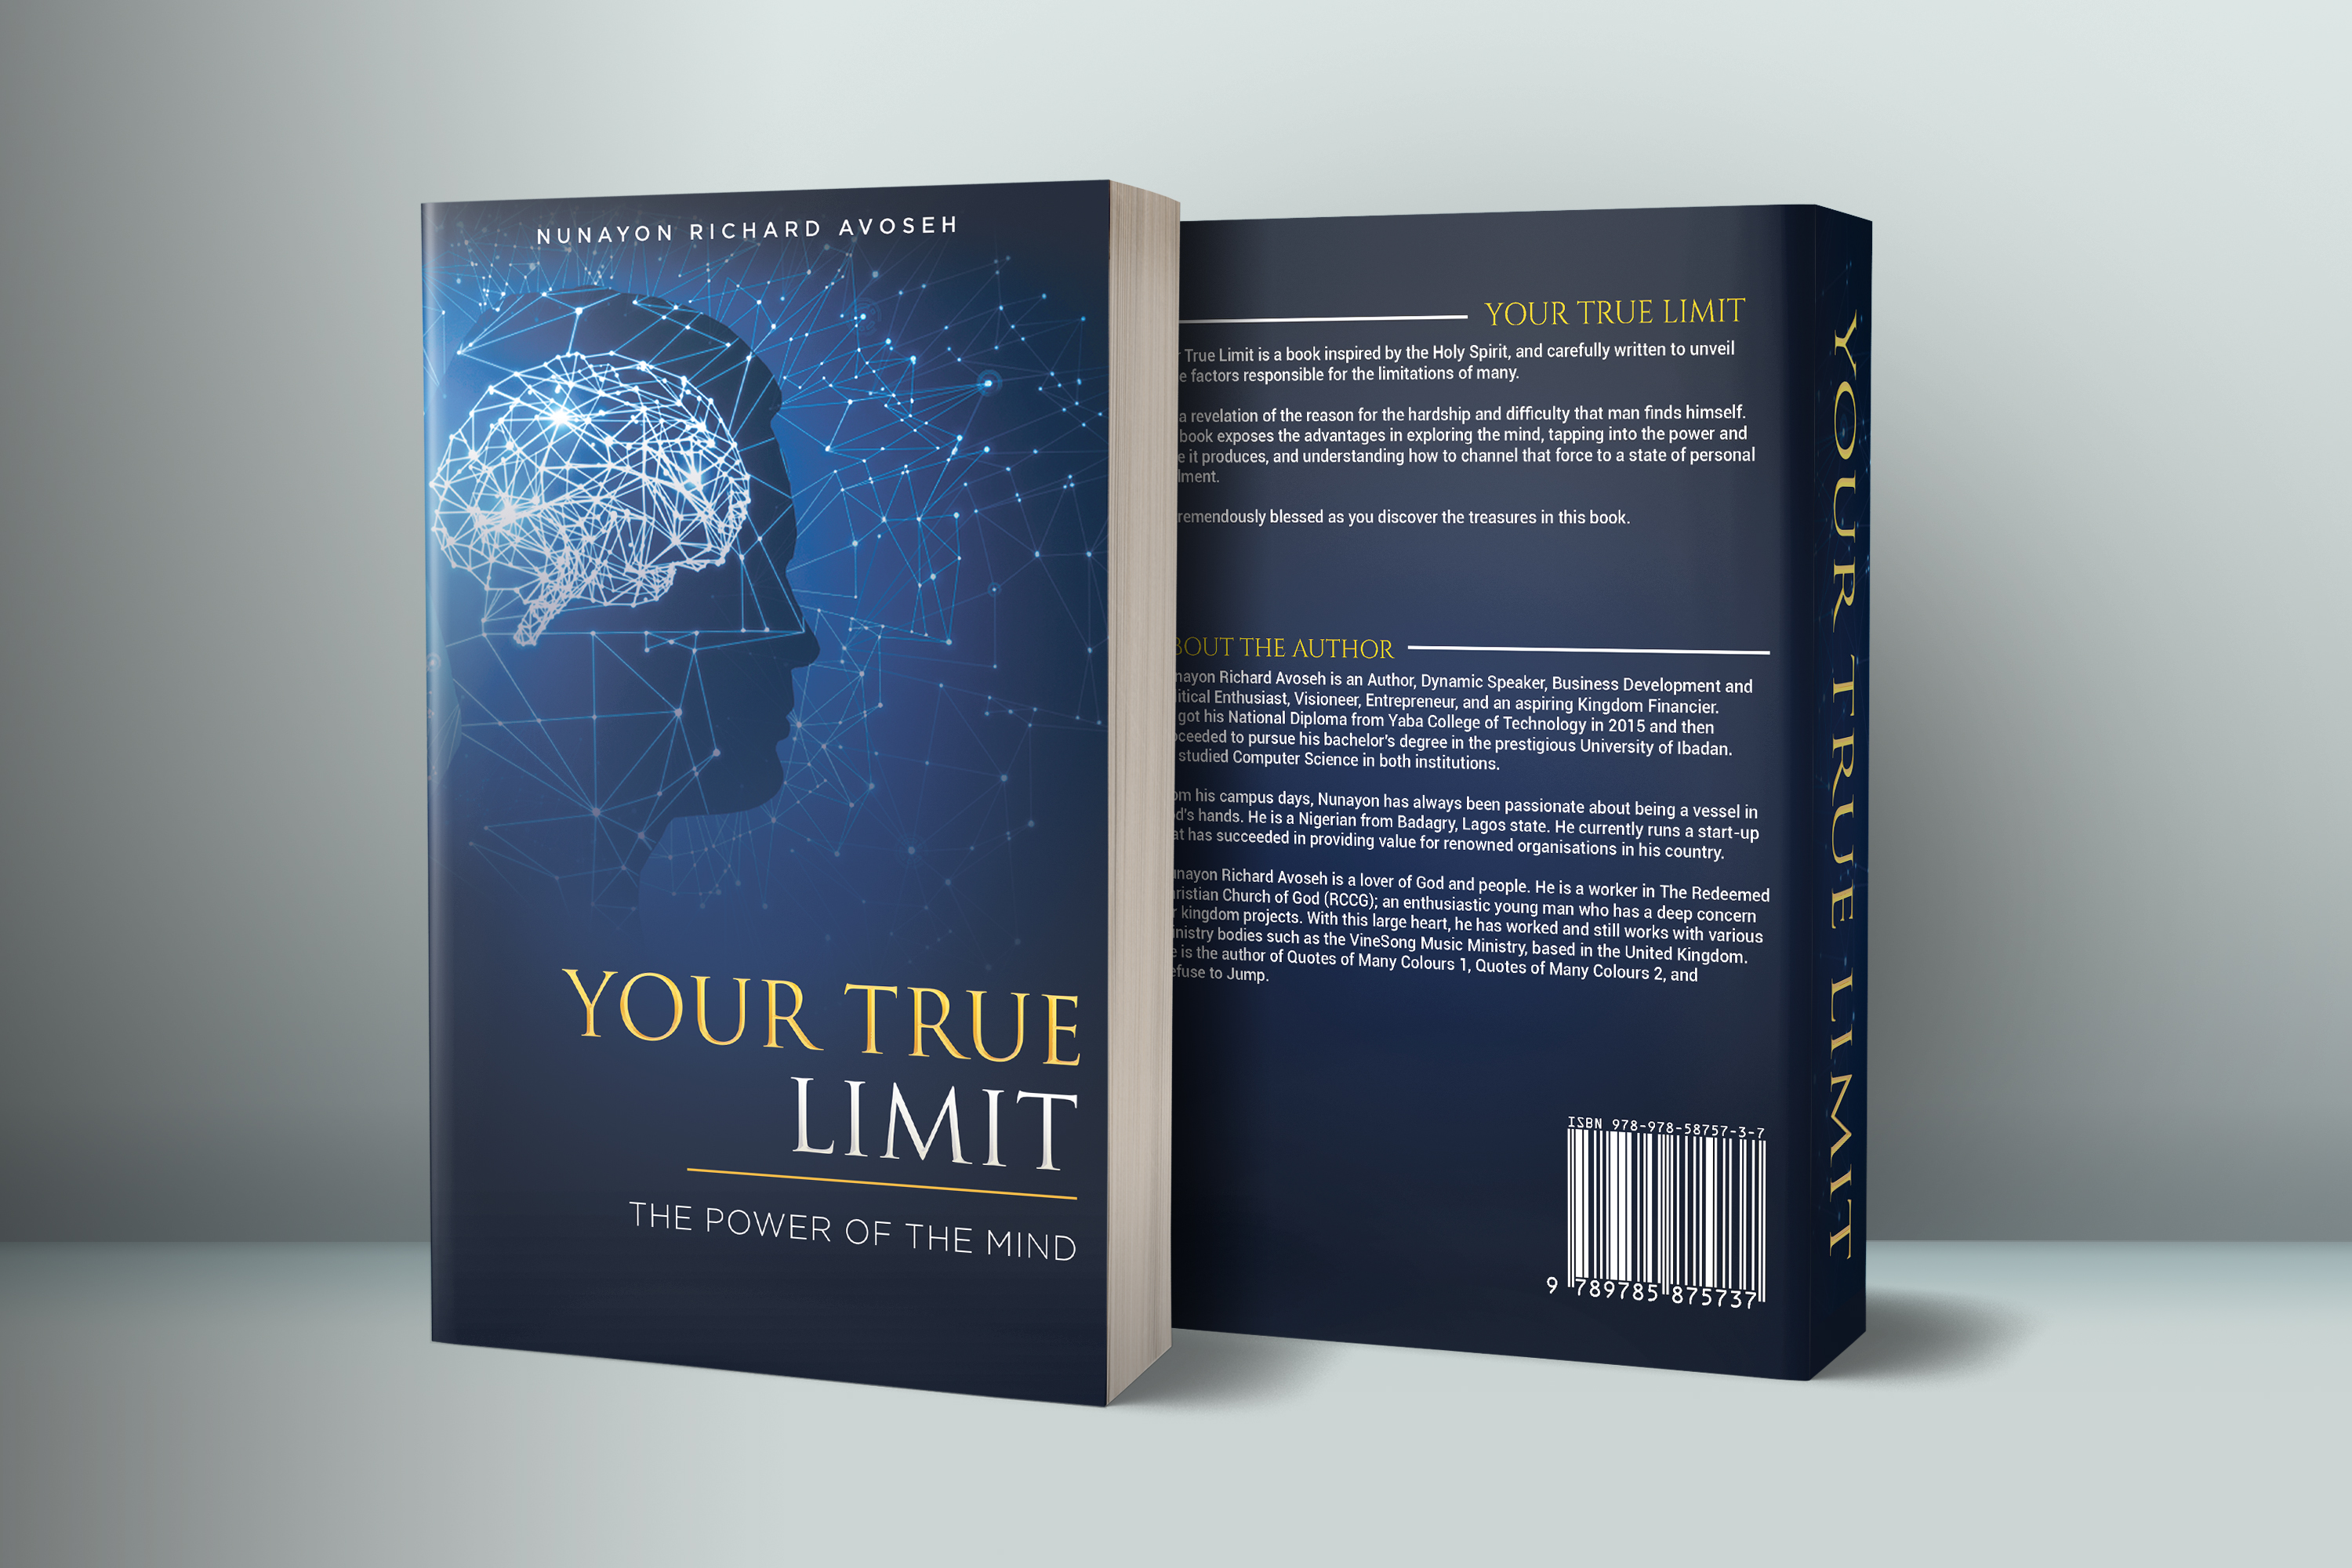 NUNAYON RICHARD AVOSEH
YOUR TRUE
LIMIT
THE POWER OF THE MIND
YOUR TRUE LIMIT
True Limit is a book inspired by the Holy Spirit, and carefully written to unveil
factors responsible for the limitations of many.
a revelation of the reason for the hardship and difficulty that man finds himself.
book exposes the advantages in exploring the mind, tapping into the power and
it produces, and understanding how to channel that force to a state of personal
remendously blessed as you discover the treasures in this book.
BOUT THE AUTHOR
nayon Richard Avoseh is an Author, Dynamic Speaker, Business Development and
itical Enthusiast, Visioneer, Entrepreneur, and an aspiring Kingdom Financier.
got his National Diploma from Yaba College of Technology in 2015 and then
ceeded to pursue his bachelor's degree in the prestigious University of Ibadan.
studied Computer Science in both institutions.
om his campus days, Nunayon has always been passionate about being a vessel in
d's hands. He is a Nigerian from Badagry, Lagos state. He currently runs a start-up
at has succeeded in providing value for renowned organisations in his country.
nayon Richard Avoseh is a lover of God and people. He is a worker in The Redeemed
ristian Church of God (RCCG); an enthusiastic young man who has a deep concern
kingdom projects. With this large heart, he has worked and still works with various
inistry bodies such as the VineSong Music Ministry, based in the United Kingdom.
is the author of Quotes of Many Colours 1, Quotes of Many Colours 2, and
efuse to Jump.
ISBN 978-978-58757-3-7
9 789785 875737
YOUR TRUE LIMIT